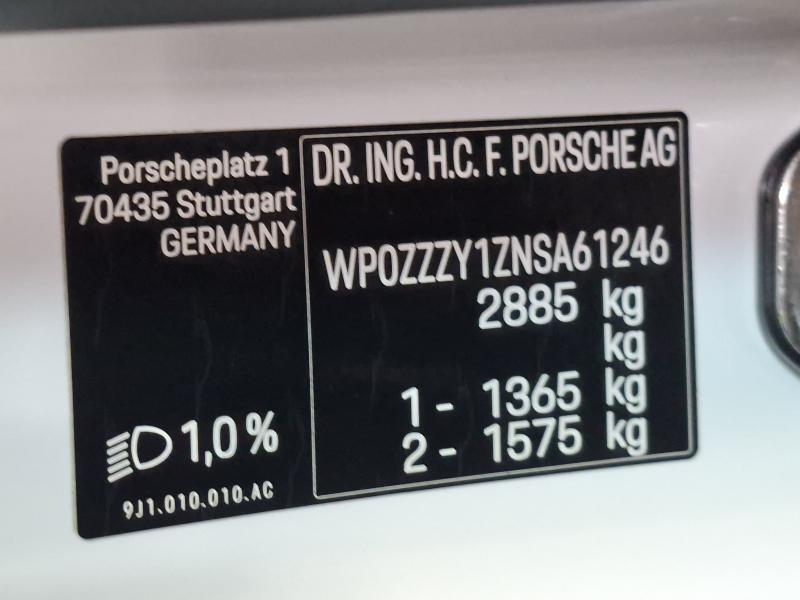 Porscheplatz 1
70435 Stuttgart
GERMANY
1,0%
9J1.010.010.AC
DR. ING. H.C. F. PORSCHE AG
WP0ZZZY1ZNSA61246
2885 kg
kg
1 - 1365 kg
2 - 1575 kg